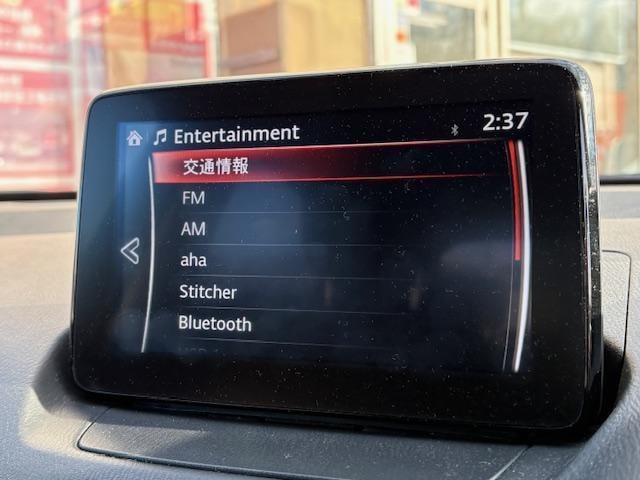 Entertainment
2:37
交通情報
FM
AM
aha
Stitcher
Bluetooth